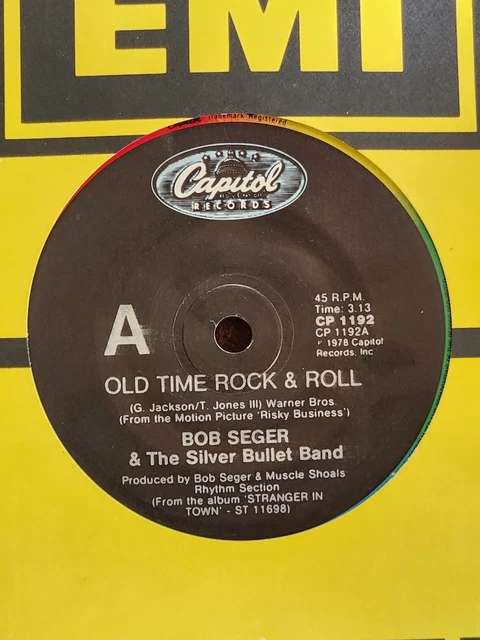 EMI
Trademark Registered
Capitol
RECORDS
A
45 R.P.M.
Time: 3.13
CP 1192
CP 1192A
℗ 1978 Capitol
Records, Inc
OLD TIME ROCK & ROLL
(G. Jackson/T. Jones III) Warner Bros.
(From the Motion Picture 'Risky Business')
BOB SEGER
& The Silver Bullet Band
Produced by Bob Seger & Muscle Shoals
Rhythm Section
(From the album 'STRANGER IN
TOWN' - ST 11698)